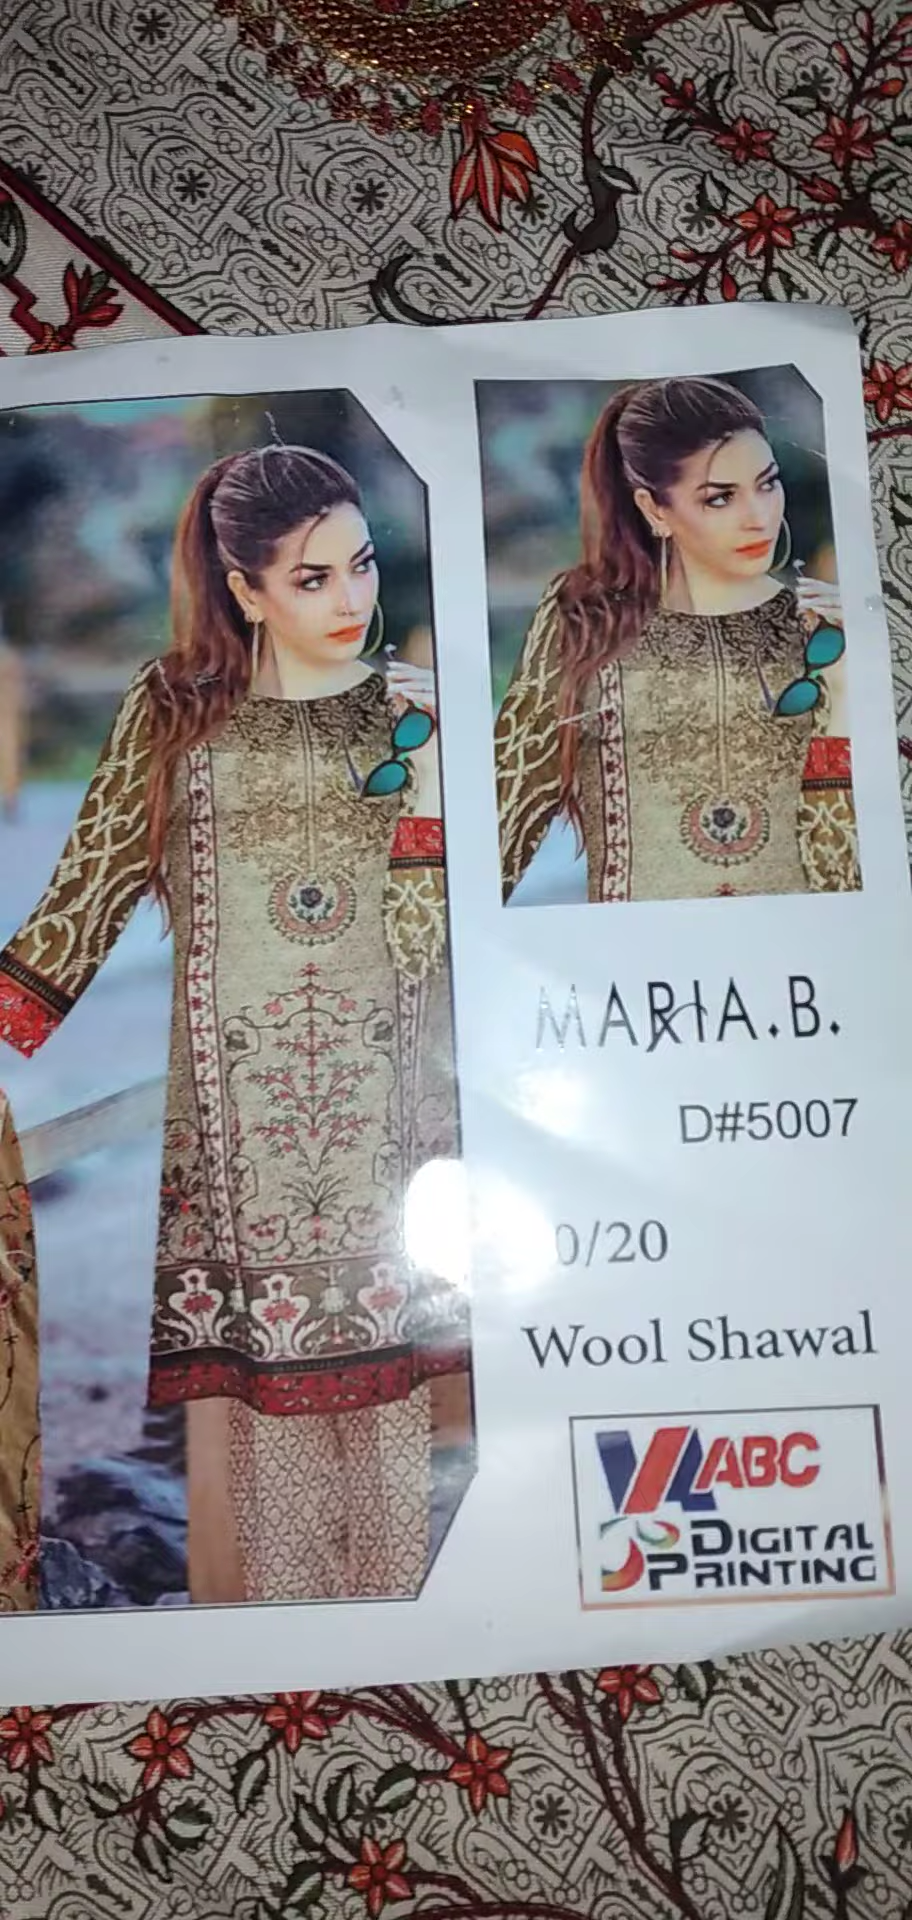 MARIA.B.
D#5007
0/20
Wool Shawal
ABC
DIGITAL
PRINTING